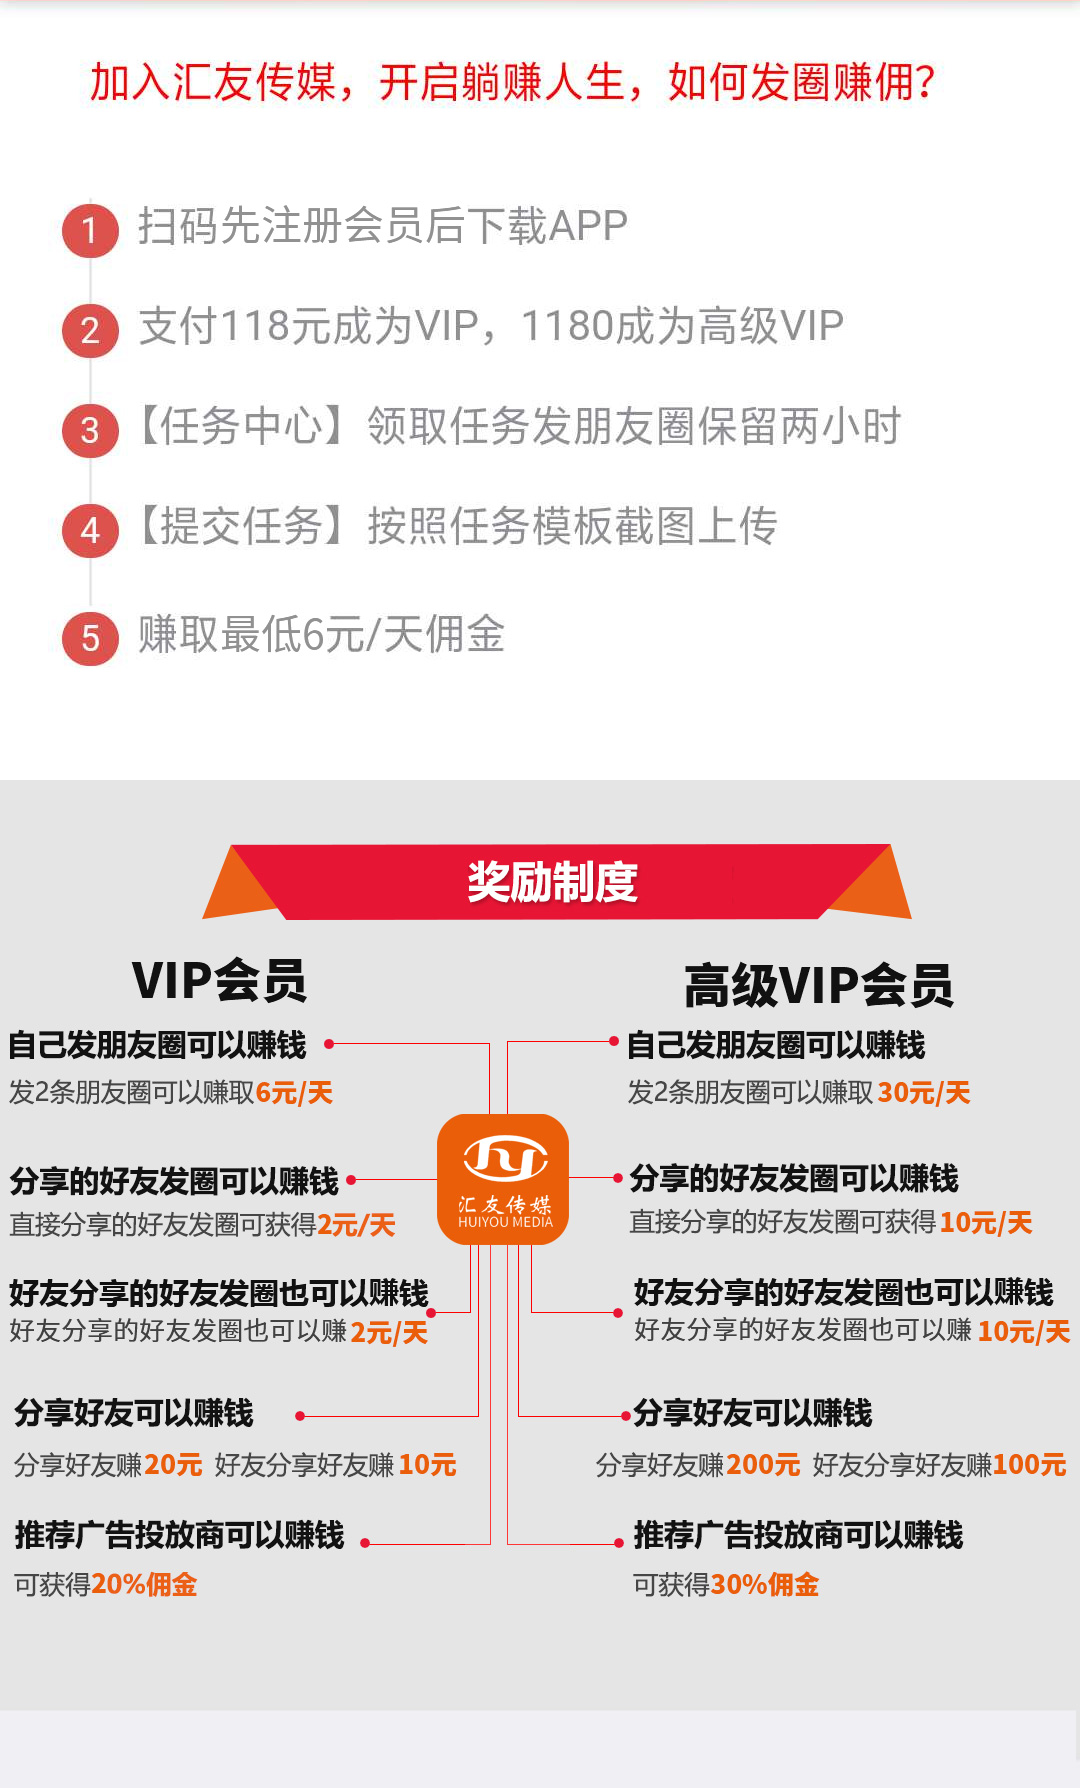 加入汇友传媒，开启躺赚人生，如何发圈赚佣？
1 扫码先注册会员后下载APP
2 支付118元成为VIP，1180成为高级VIP
3 【任务中心】领取任务发朋友圈保留两小时
4 【提交任务】按照任务模板截图上传
5 赚取最低6元/天佣金
奖励制度
VIP会员
自己发朋友圈可以赚钱
发2条朋友圈可以赚取6元/天
分享的好友发圈可以赚钱
直接分享的好友发圈可获得2元/天
好友分享的好友发圈也可以赚钱
好友分享的好友发圈也可以赚2元/天
分享好友可以赚钱
分享好友赚20元 好友分享好友赚10元
推荐广告投放商可以赚钱
可获得20%佣金
hy
汇友传媒
HUIYOU MEDIA
高级VIP会员
自己发朋友圈可以赚钱
发2条朋友圈可以赚取30元/天
分享的好友发圈可以赚钱
直接分享的好友发圈可获得10元/天
好友分享的好友发圈也可以赚钱
好友分享的好友发圈也可以赚10元/天
分享好友可以赚钱
分享好友赚200元 好友分享好友赚100元
推荐广告投放商可以赚钱
可获得30%佣金